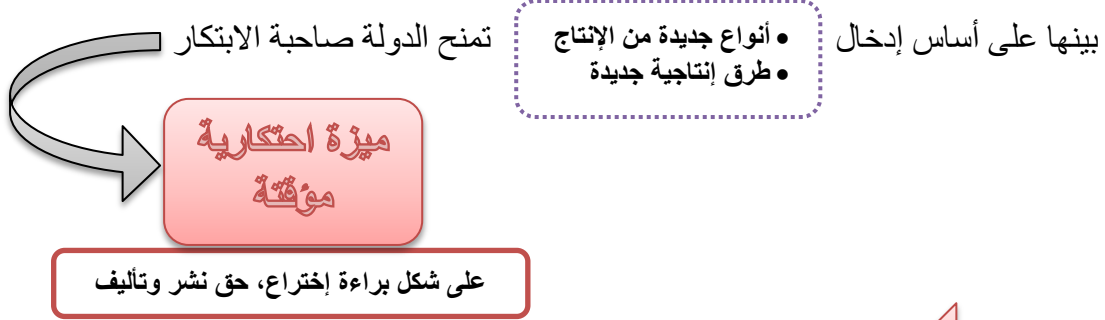 بينها على أساس إدخال • أنواع جديدة من الإنتاج تمنح الدولة صاحبة الابتكار
• طرق إنتاجية جديدة
ميزة احتكارية
مؤقتة
على شكل براءة إختراع، حق نشر وتأليف